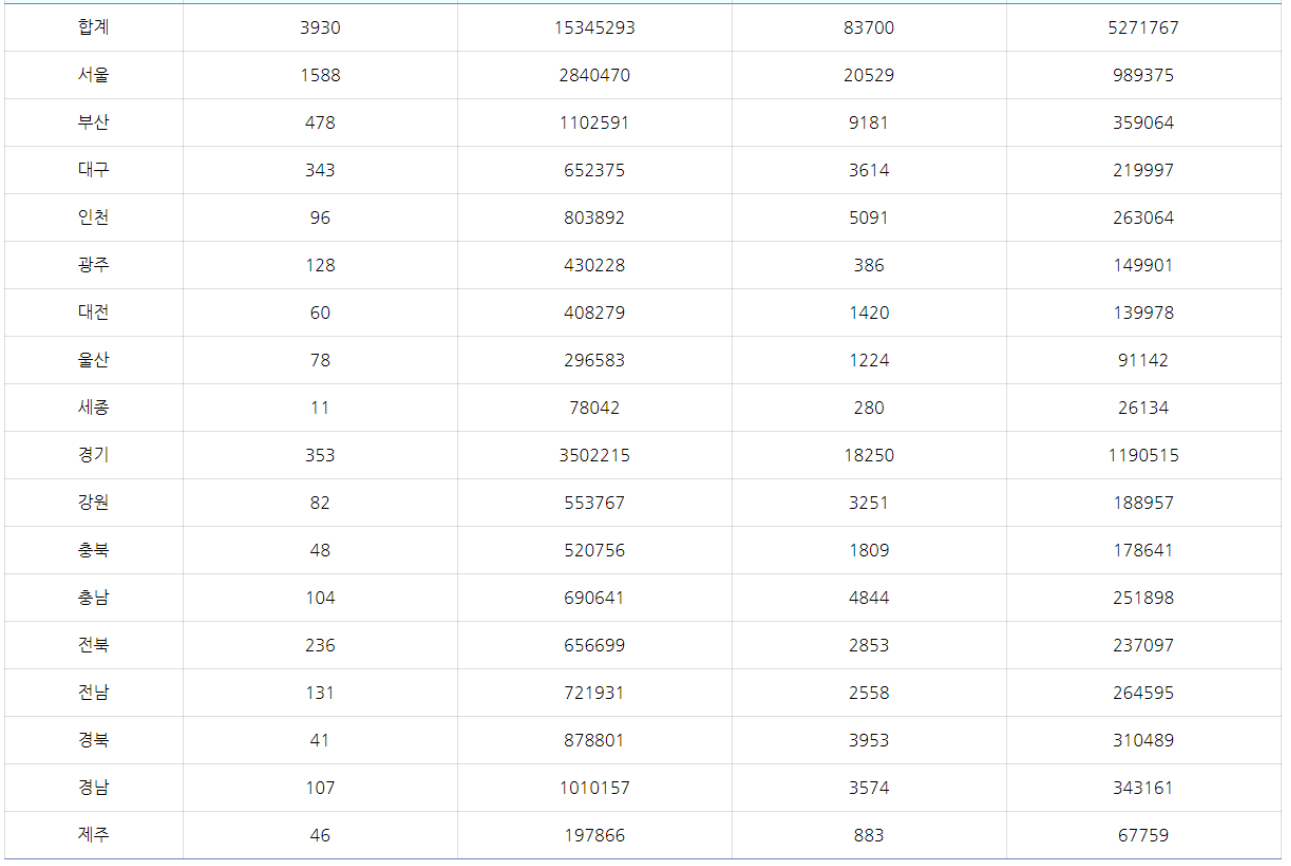 합계 3930 15345293 83700 5271767
서울 1588 2840470 20529 989375
부산 478 1102591 9181 359064
대구 343 652375 3614 219997
인천 96 803892 5091 263064
광주 128 430228 386 149901
대전 60 408279 1420 139978
울산 78 296583 1224 91142
세종 11 78042 280 26134
경기 353 3502215 18250 1190515
강원 82 553767 3251 188957
충북 48 520756 1809 178641
충남 104 690641 4844 251898
전북 236 656699 2853 237097
전남 131 721931 2558 264595
경북 41 878801 3953 310489
경남 107 1010157 3574 343161
제주 46 197866 883 67759